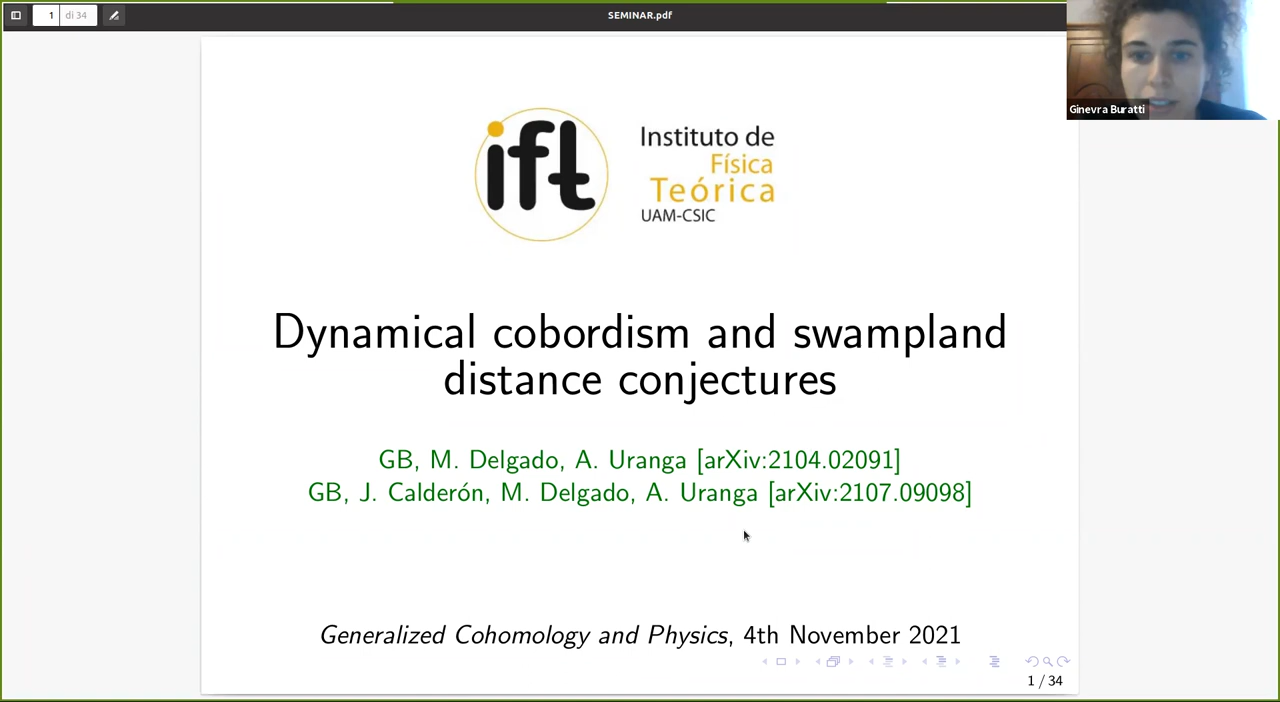 1 di 34
SEMINAR.pdf
Ginevra Buratti
ift
Instituto de
Física
Teórica
UAM-CSIC
Dynamical cobordism and swampland
distance conjectures
GB, M. Delgado, A. Uranga [arXiv:2104.02091]
GB, J. Calderón, M. Delgado, A. Uranga [arXiv:2107.09098]
Generalized Cohomology and Physics, 4th November 2021
1 / 34